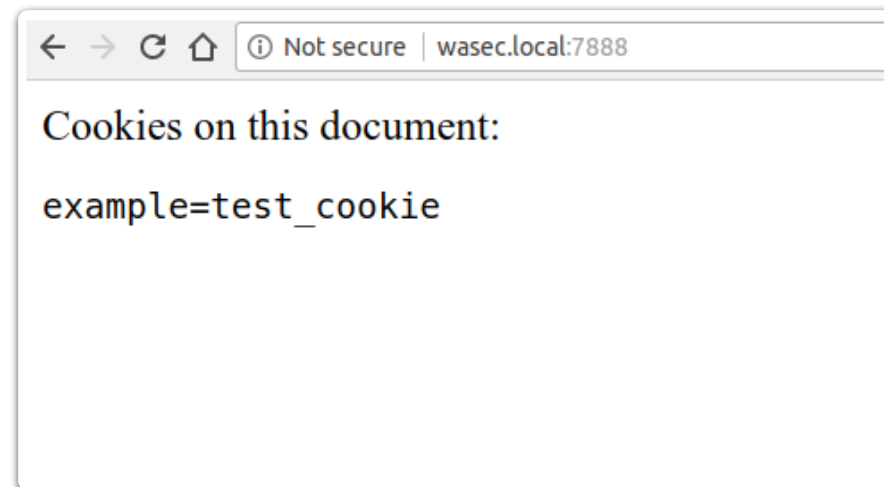 Not secure wasec.local:7888
Cookies on this document:
example=test_cookie